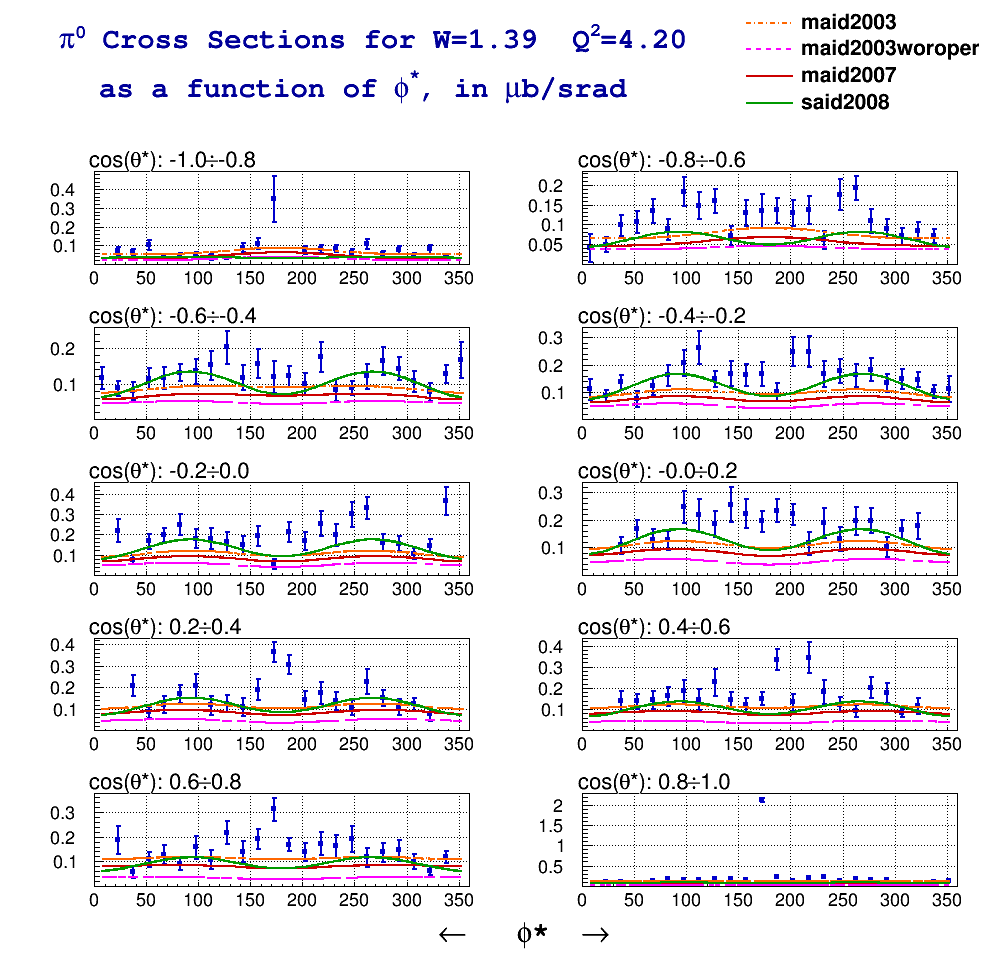 π⁰ Cross Sections for W=1.39 Q²=4.20
as a function of ϕ*, in μb/srad
maid2003
maid2003woroper
maid2007
said2008
cos(θ*): -1.0÷-0.8
0.4
0.3
0.2
0.1
0 50 100 150 200 250 300 350
cos(θ*): -0.8÷-0.6
0.2
0.15
0.1
0.05
0 50 100 150 200 250 300 350
cos(θ*): -0.6÷-0.4
0.2
0.1
0 50 100 150 200 250 300 350
cos(θ*): -0.4÷-0.2
0.3
0.2
0.1
0 50 100 150 200 250 300 350
cos(θ*): -0.2÷0.0
0.4
0.3
0.2
0.1
0 50 100 150 200 250 300 350
cos(θ*): -0.0÷0.2
0.3
0.2
0.1
0 50 100 150 200 250 300 350
cos(θ*): 0.2÷0.4
0.4
0.3
0.2
0.1
0 50 100 150 200 250 300 350
cos(θ*): 0.4÷0.6
0.4
0.3
0.2
0.1
0 50 100 150 200 250 300 350
cos(θ*): 0.6÷0.8
0.3
0.2
0.1
0 50 100 150 200 250 300 350
cos(θ*): 0.8÷1.0
2
1.5
1
0.5
0 50 100 150 200 250 300 350
← ϕ* →